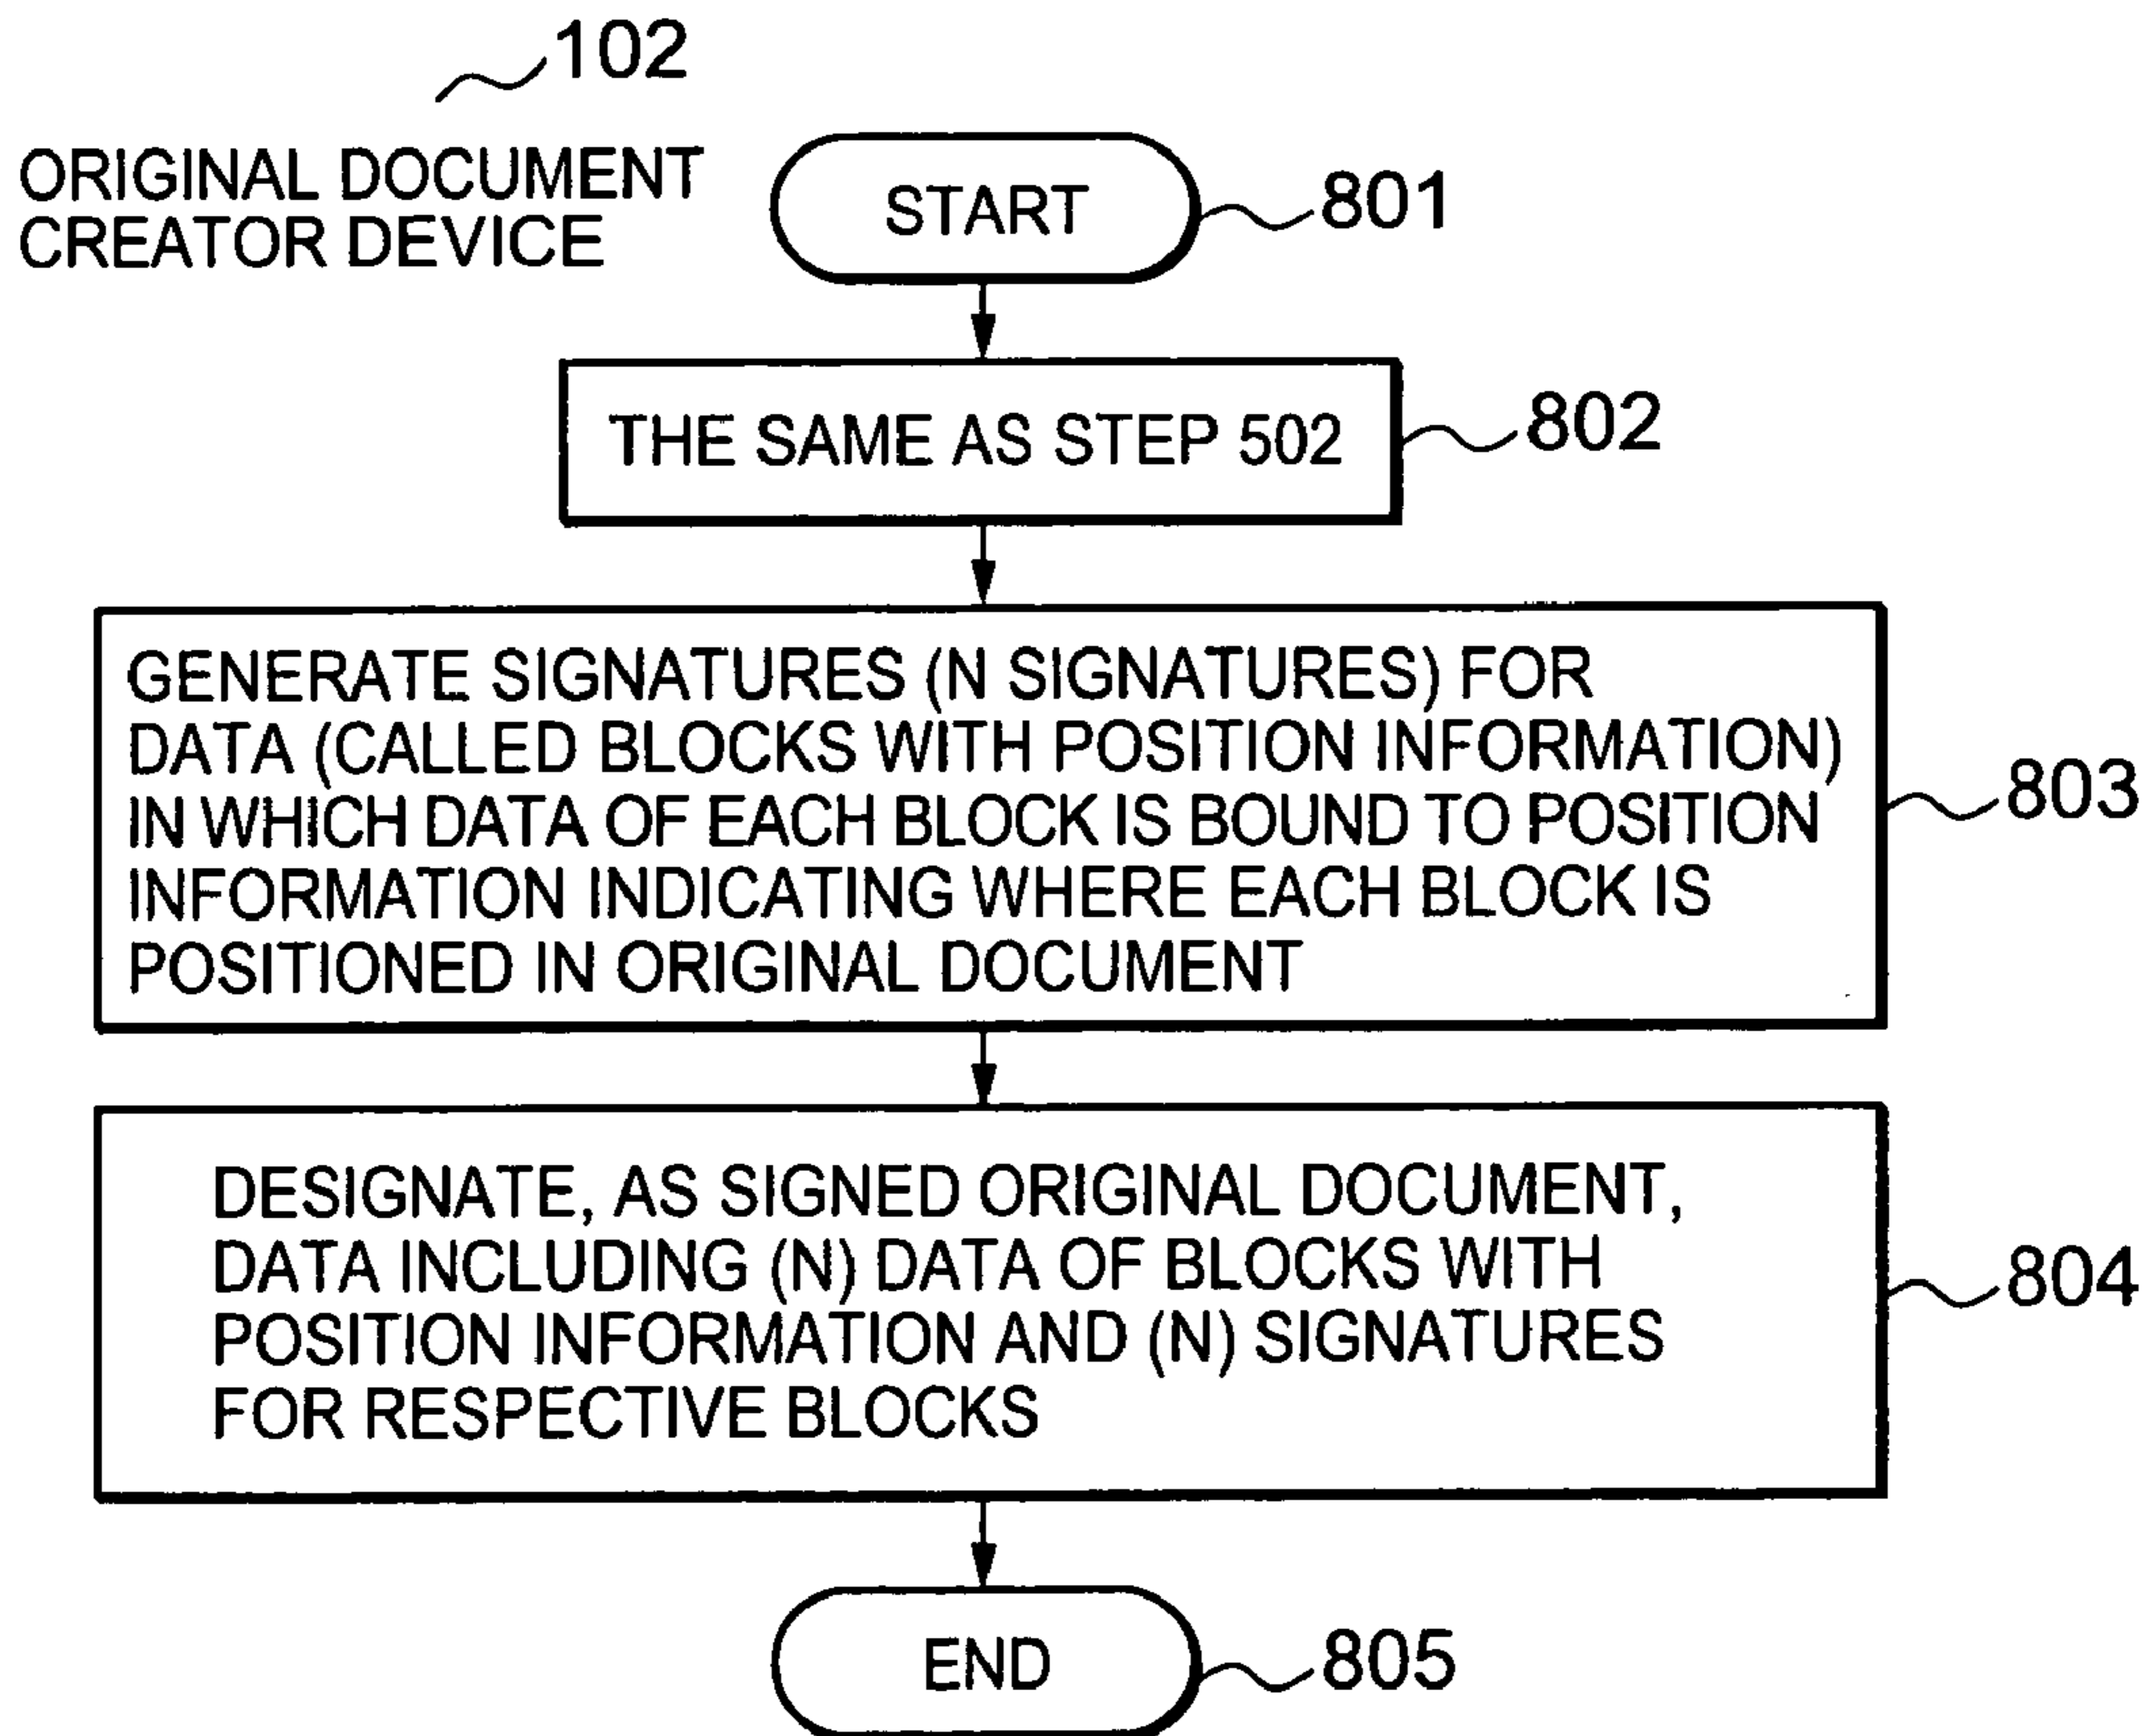 102
ORIGINAL DOCUMENT
CREATOR DEVICE
START
801
THE SAME AS STEP 502
802
GENERATE SIGNATURES (N SIGNATURES) FOR
DATA (CALLED BLOCKS WITH POSITION INFORMATION)
IN WHICH DATA OF EACH BLOCK IS BOUND TO POSITION
INFORMATION INDICATING WHERE EACH BLOCK IS
POSITIONED IN ORIGINAL DOCUMENT
803
DESIGNATE, AS SIGNED ORIGINAL DOCUMENT,
DATA INCLUDING (N) DATA OF BLOCKS WITH
POSITION INFORMATION AND (N) SIGNATURES
FOR RESPECTIVE BLOCKS
804
END
805